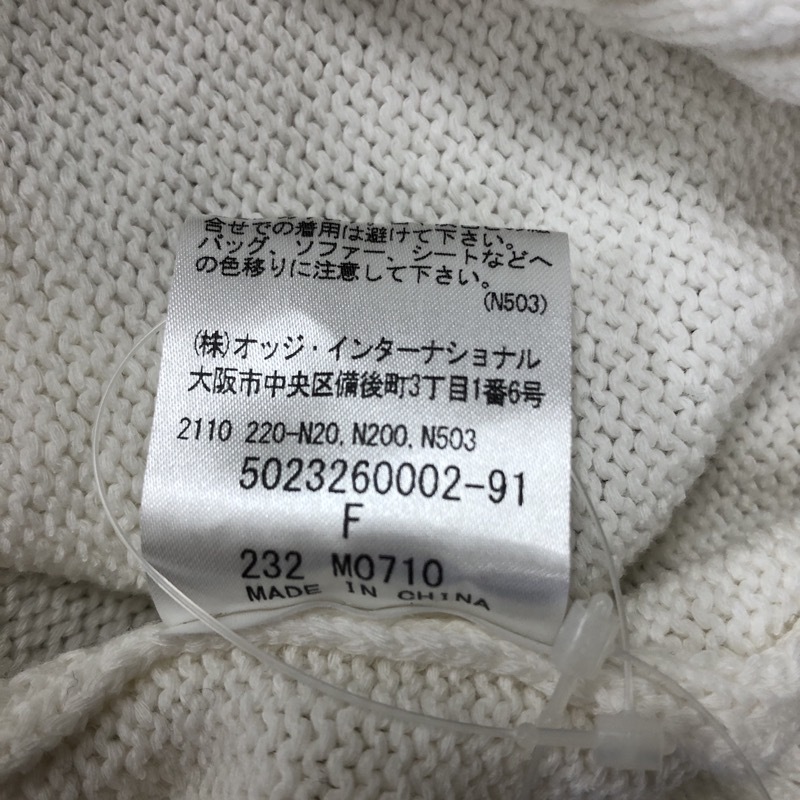 合せでの着用は避けて下さい。
バッグ、ソファー、シートなどへ
の色移りに注意して下さい。
(N503)
(株)オッジ・インターナショナル
大阪市中央区備後町3丁目1番6号
2110 220-N20, N200, N503
5023260002-91
F
232 M0710
MADE IN CHINA